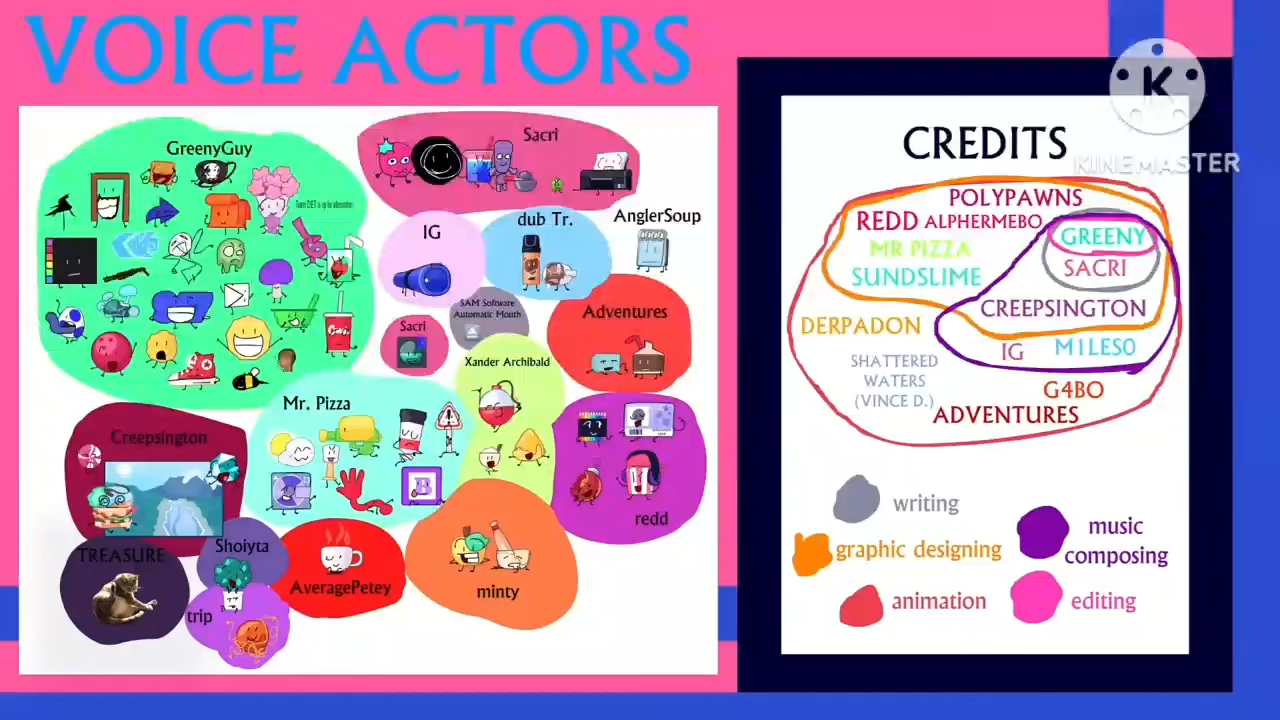 VOICE ACTORS
GreenyGuy
Sacri
IG
dub Tr.
AnglerSoup
SAM Software
Automatic Mouth
Sacri
Adventures
Xander Archibald
Mr. Pizza
Creepsington
redd
TREASURE
Shoiyta
AveragePetey
minty
trip
B
KINEMASTER
K
CREDITS
POLYPAWNS
REDD ALPHERMEBO
GREENY
MR PIZZA
SACRI
SUNDSLIME
CREEPSINGTON
DERPADON
IG M1LES0
SHATTERED
WATERS
(VINCE D.)
G4BO
ADVENTURES
writing
graphic designing
music
composing
animation
editing